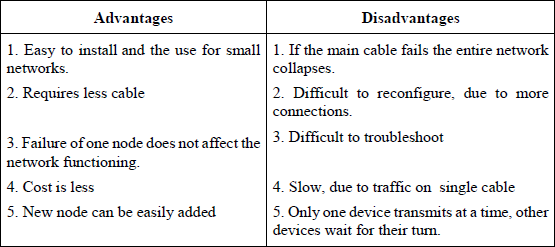 Advantages
Disadvantages
1. Easy to install and the use for small
networks.
2. Requires less cable
3. Failure of one node does not affect the
network functioning.
4. Cost is less
5. New node can be easily added
1. If the main cable fails the entire network
collapses.
2. Difficult to reconfigure, due to more
connections.
3. Difficult to troubleshoot
4. Slow, due to traffic on single cable
5. Only one device transmits at a time, other
devices wait for their turn.